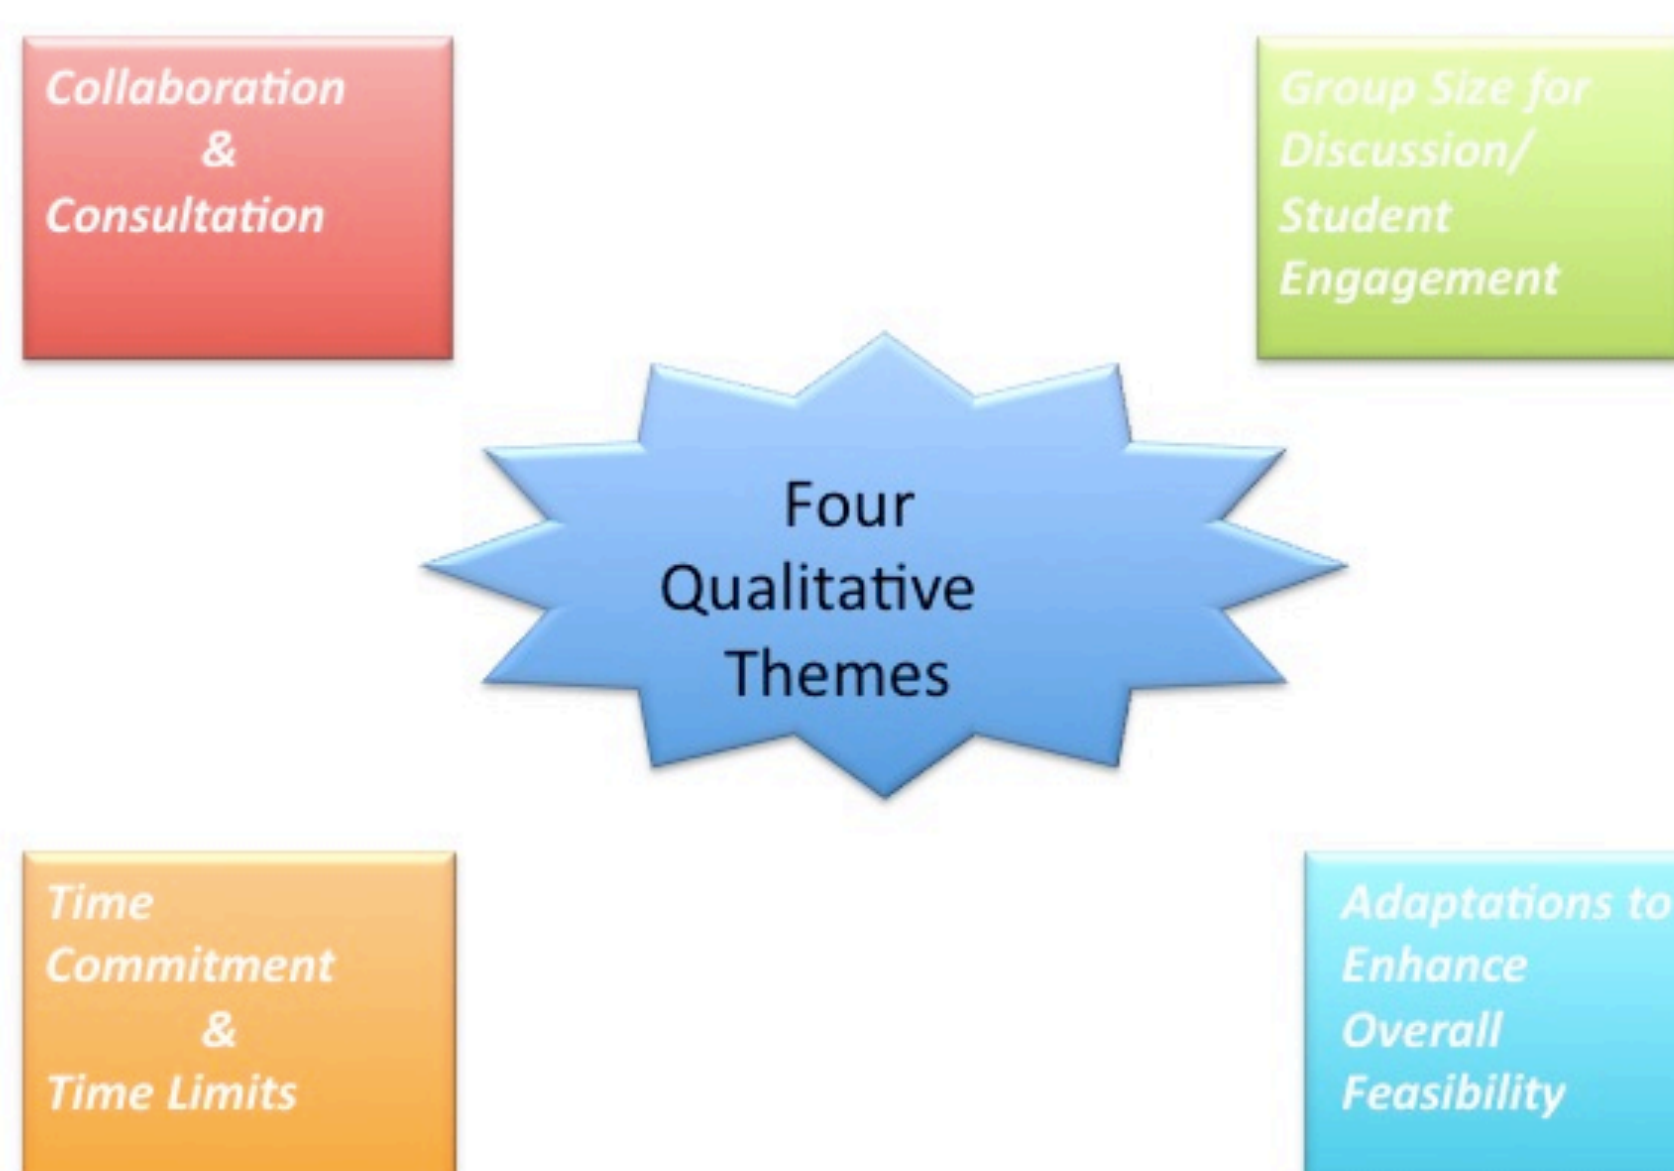 Collaboration
&
Consultation
Group Size for
Discussion/
Student
Engagement
Four
Qualitative
Themes
Time
Commitment
&
Time Limits
Adaptations to
Enhance
Overall
Feasibility